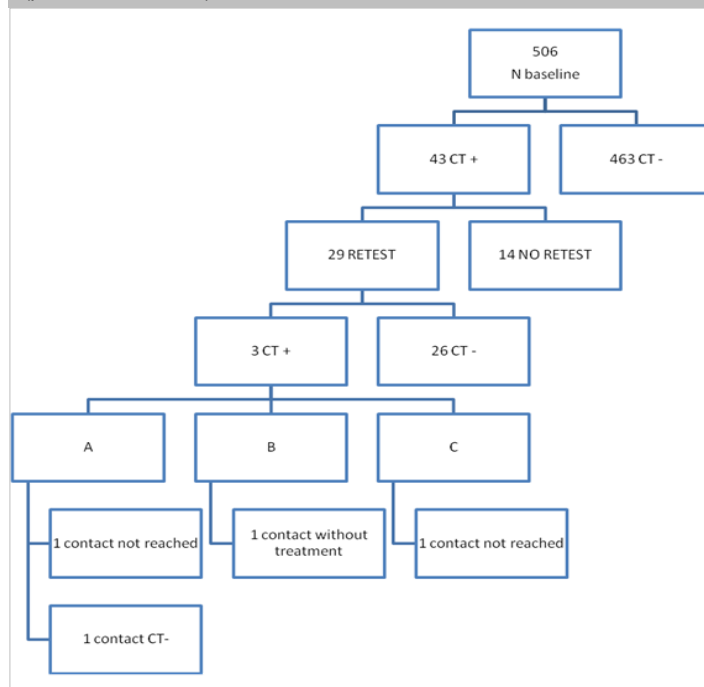 506
N baseline
43 CT +
463 CT -
29 RETEST
14 NO RETEST
3 CT +
26 CT -
A
B
C
1 contact not reached
1 contact without
treatment
1 contact not reached
1 contact CT-